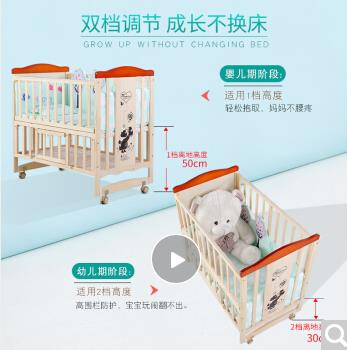 双档调节 成长不换床
GROW UP WITHOUT CHANGING BED
婴儿期阶段:
适用1档高度
轻松抱取,妈妈不腰疼
1档离地高度
50cm
幼儿期阶段:
适用2档高度
高围栏防护,宝宝玩闹翻不出。
2档离地高度
30c